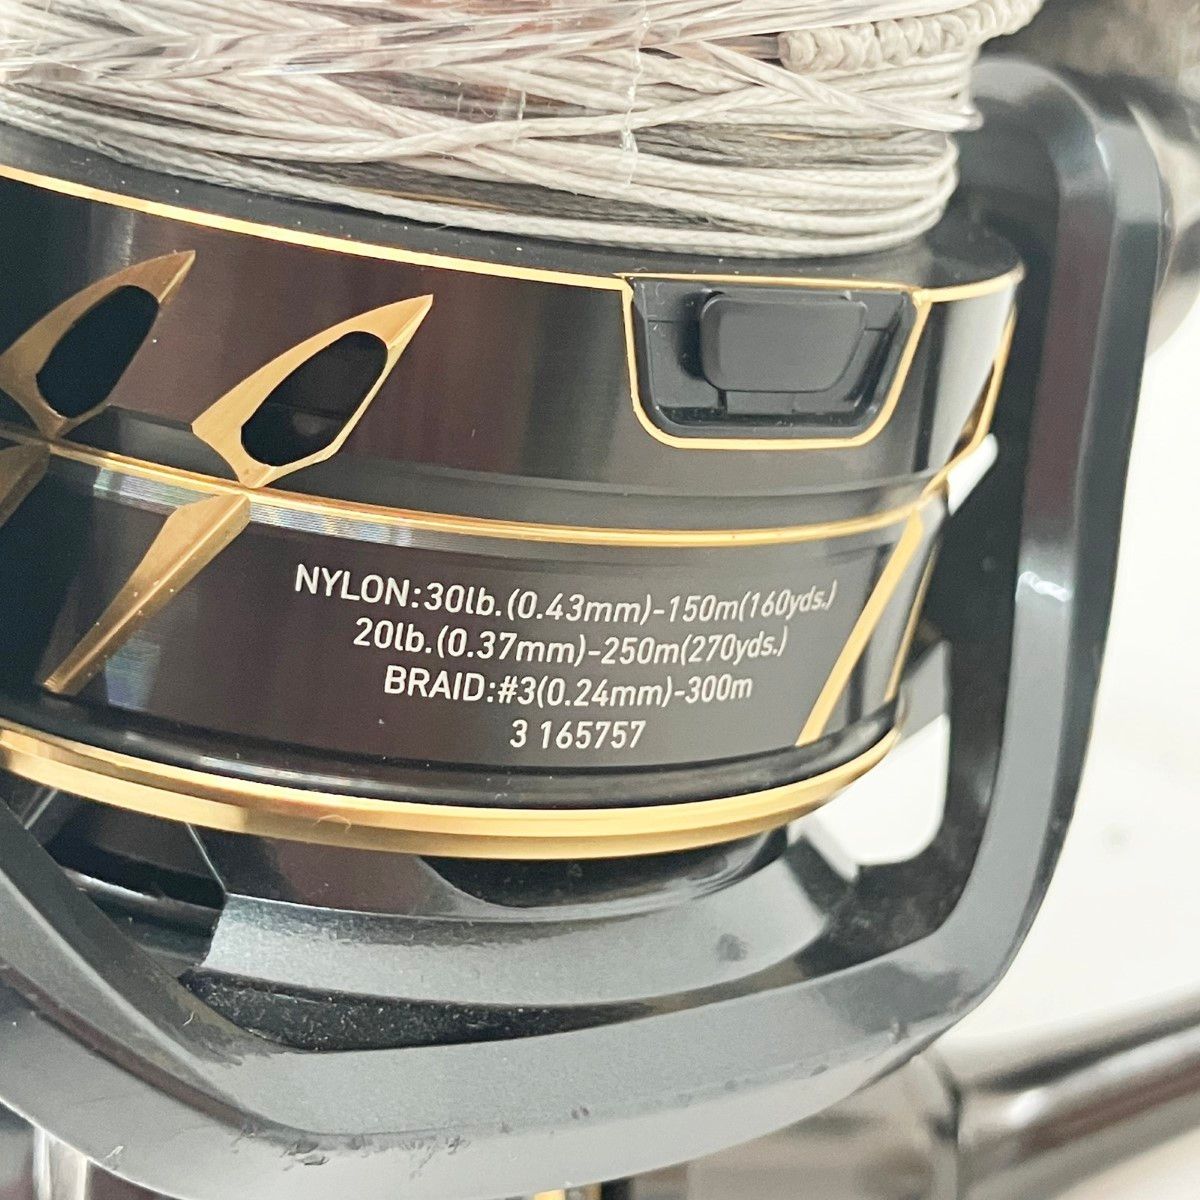 NYLON:30lb.(0.43mm)-150m(160yds.)
20lb.(0.37mm)-250m(270yds.)
BRAID:#3(0.24mm)-300m
3 165757